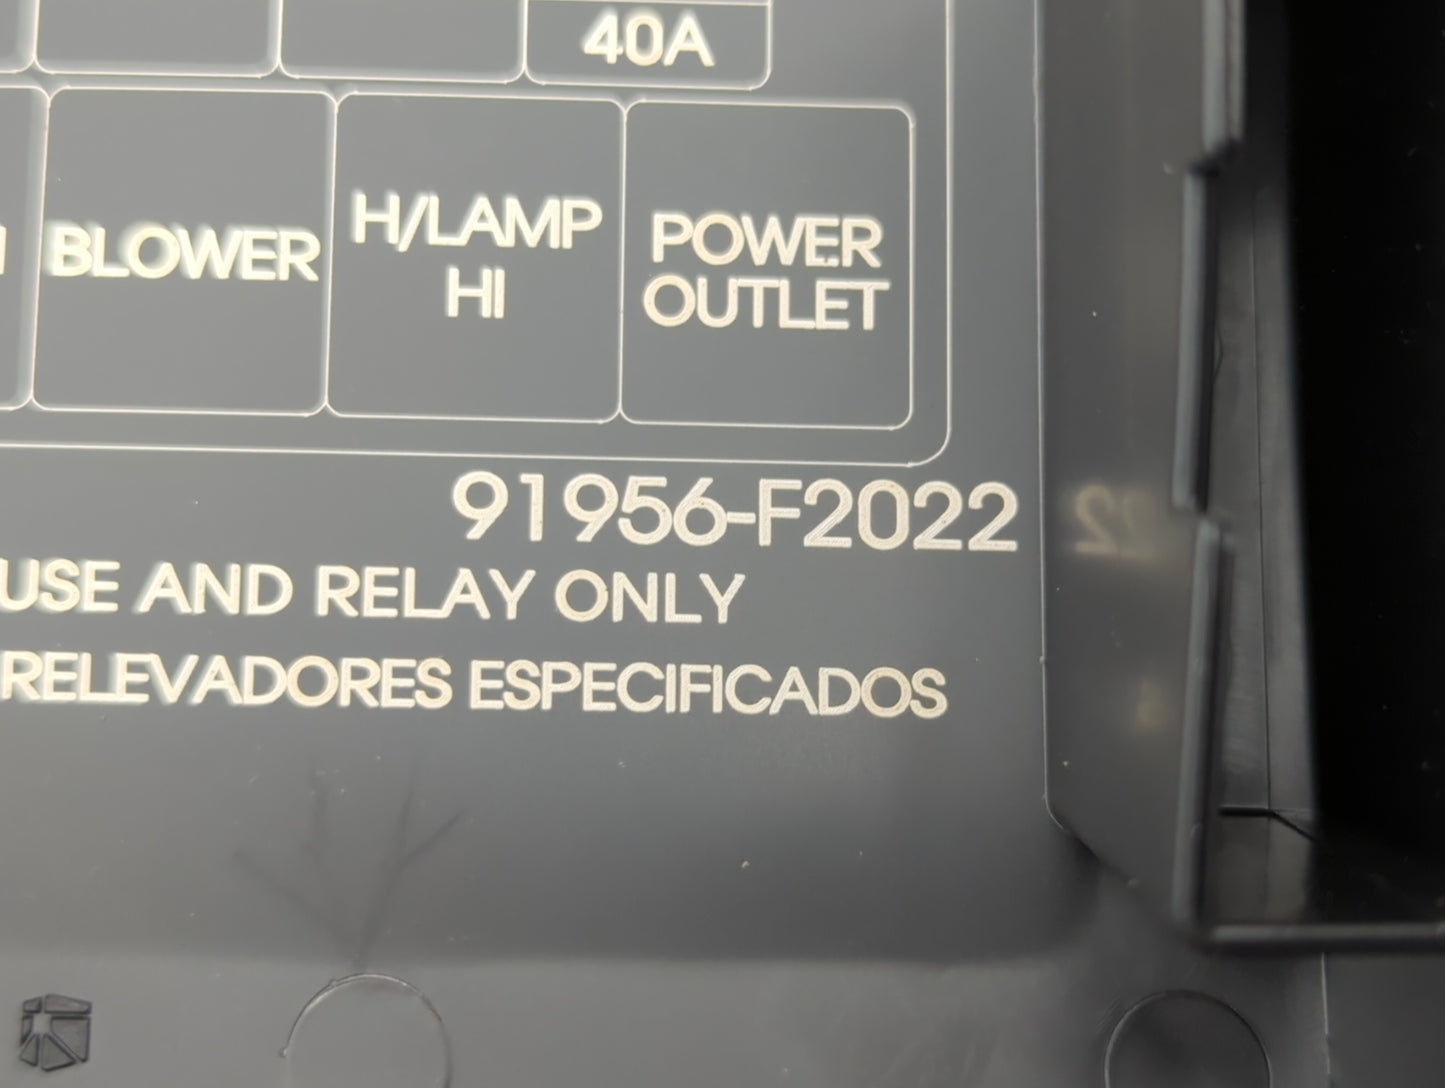 40A
BLOWER
H/LAMP
HI
POWER
OUTLET
91956-F2022
USE AND RELAY ONLY
RELEVADORES ESPECIFICADOS